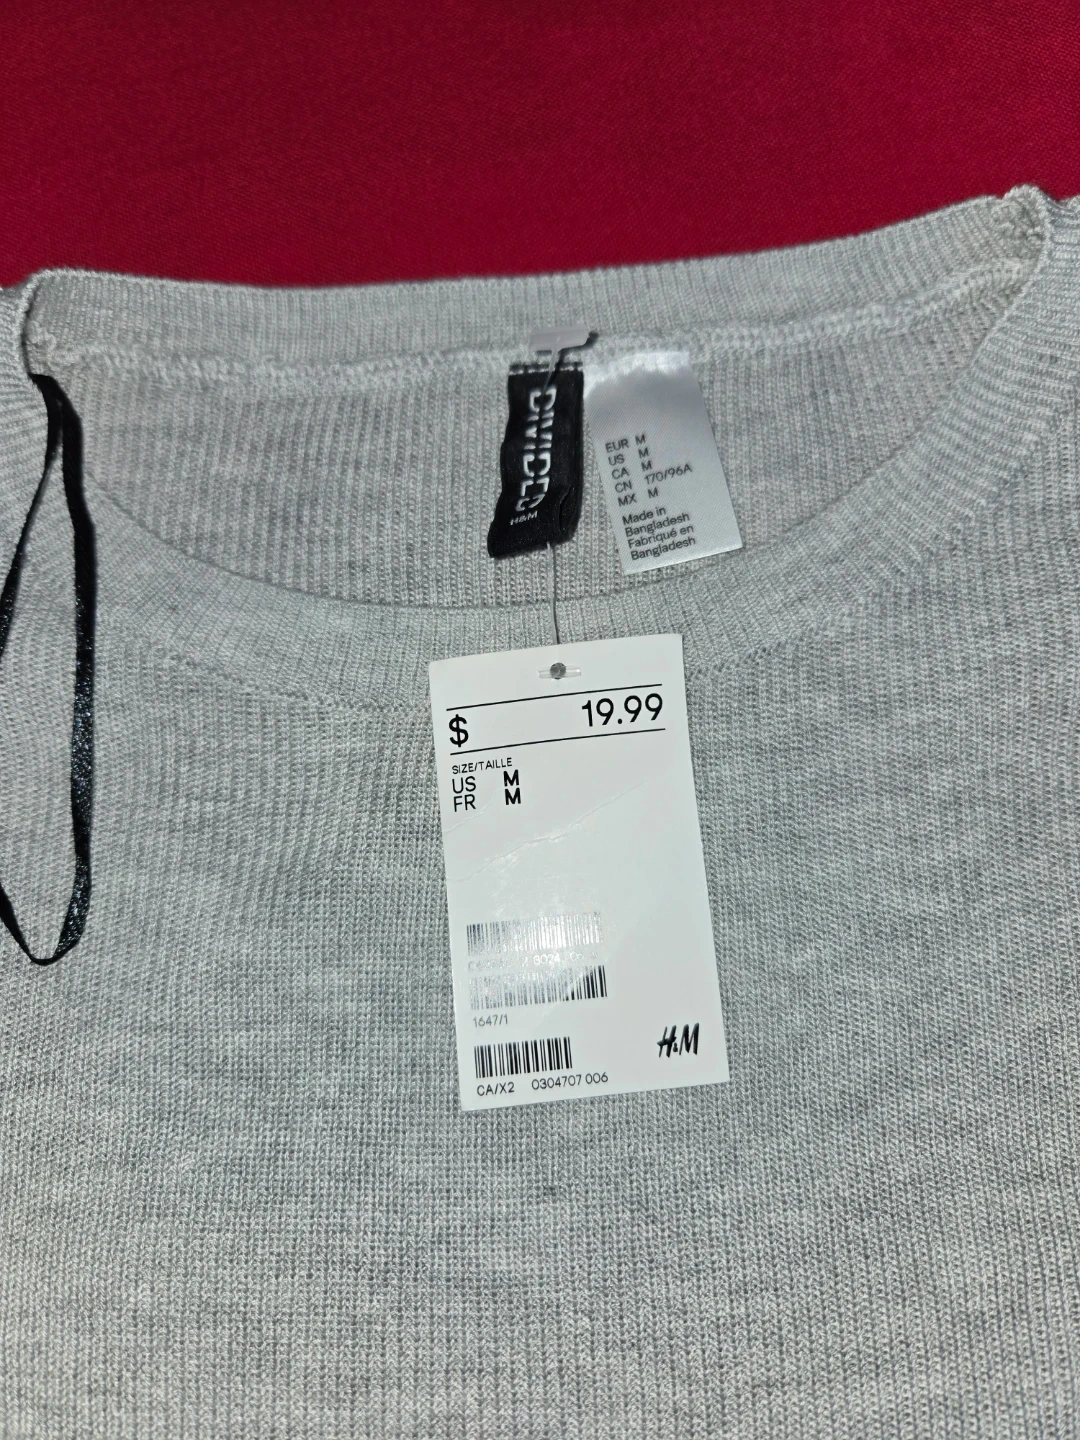 DIVIDED
H&M
EUR M
US M
CA M
CN 170/96A
MX M
Made in
Bangladesh
Fabriqué en
Bangladesh
$ 19.99
SIZE/TAILLE
US M
FR M
1647/1
H&M
CA/X2 0304707 006